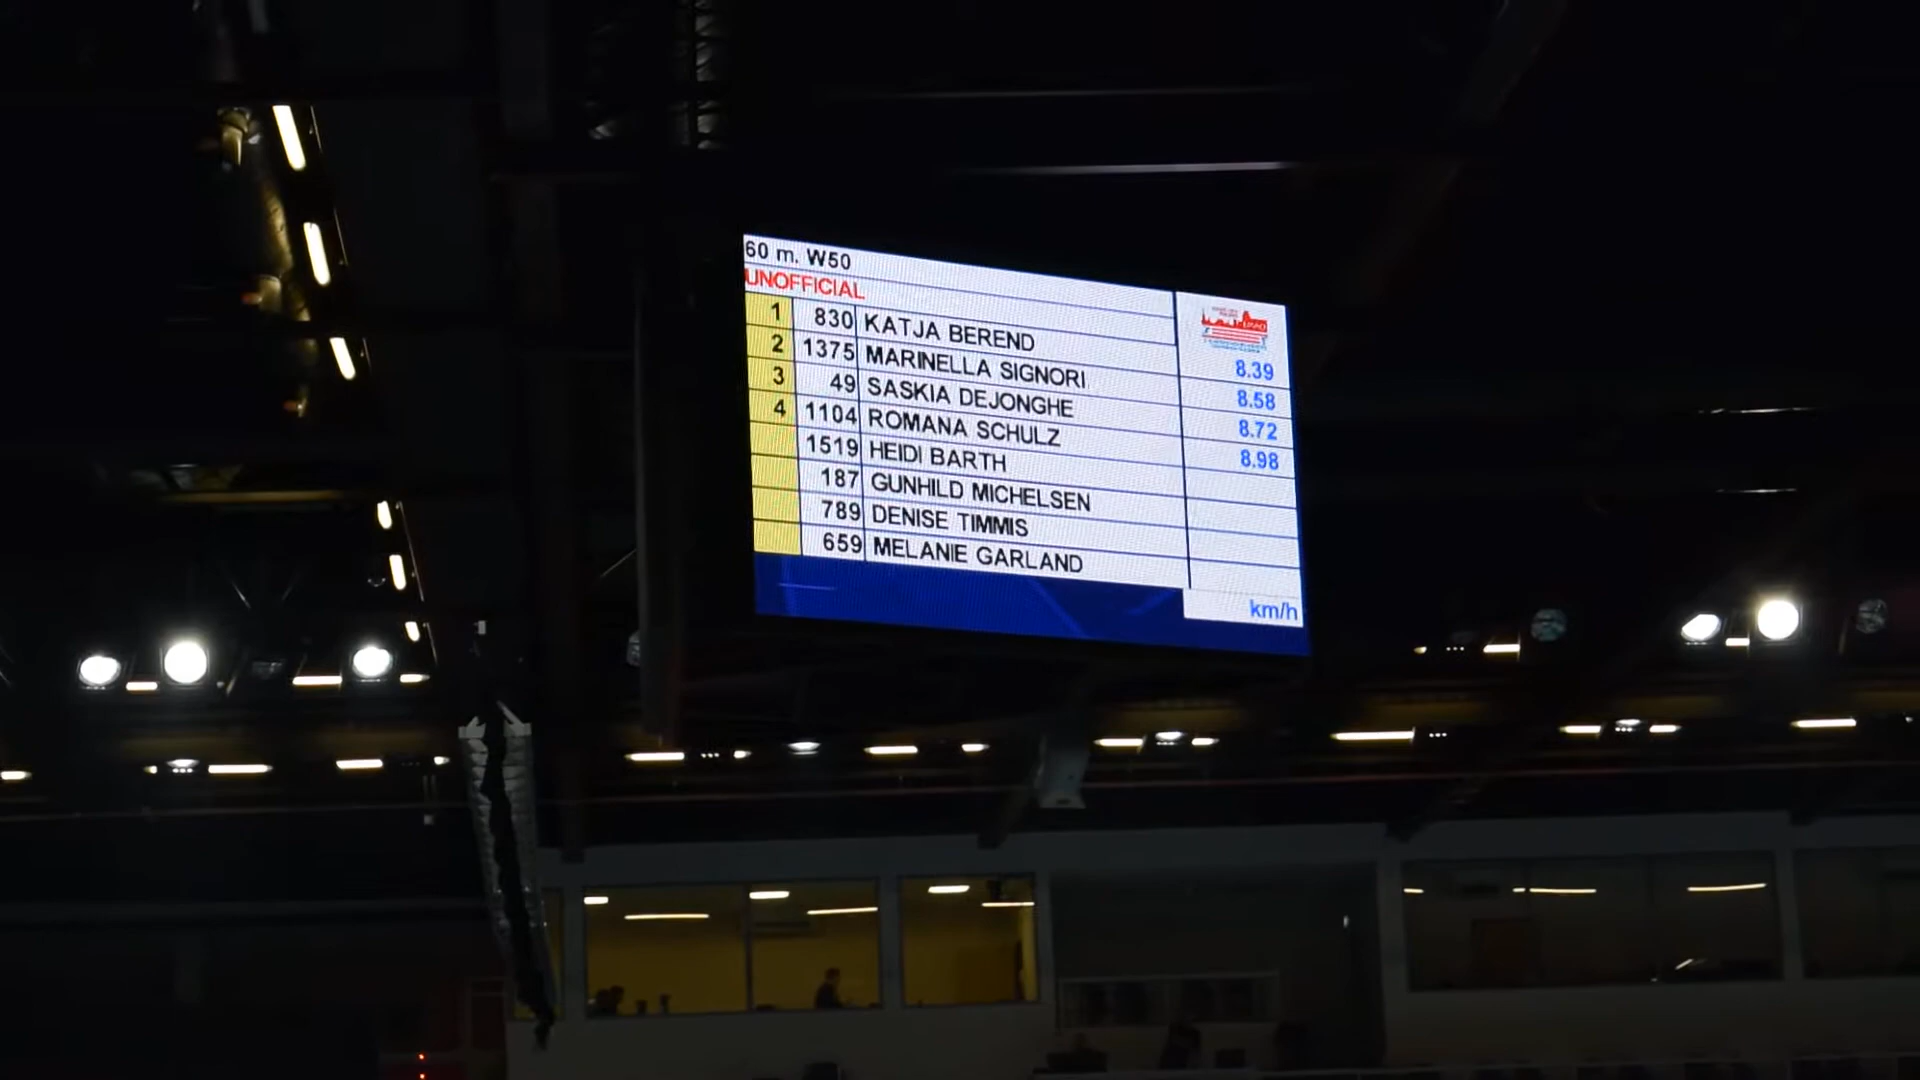 60 m. W50
UNOFFICIAL
1 830 KATJA BEREND 8.39
2 1375 MARINELLA SIGNORI 8.58
3 49 SASKIA DEJONGHE 8.72
4 1104 ROMANA SCHULZ 8.98
1519 HEIDI BARTH
187 GUNHILD MICHELSEN
789 DENISE TIMMIS
659 MELANIE GARLAND
km/h